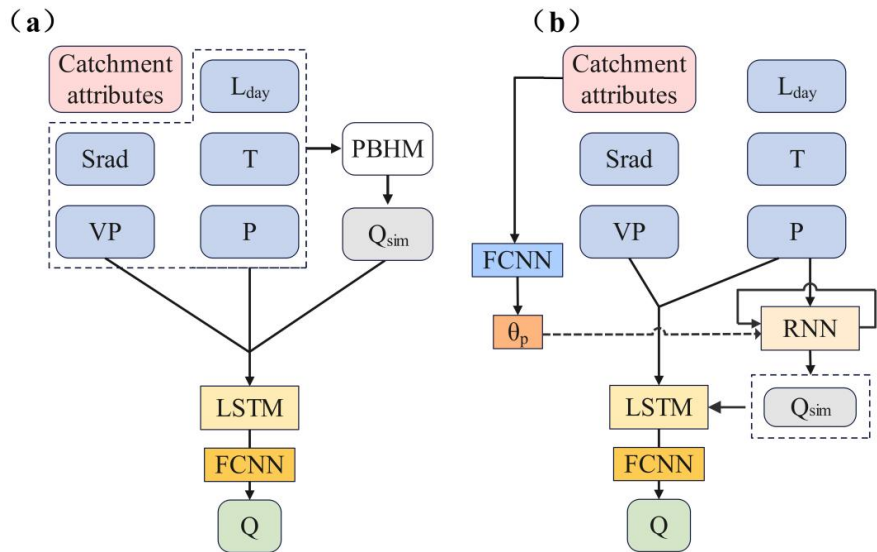 （a）
Catchment
attributes
Lday
Srad
T
PBHM
VP
P
Qsim
LSTM
FCNN
Q
（b）
Catchment
attributes
Lday
Srad
T
VP
P
FCNN
θp
RNN
LSTM
Qsim
FCNN
Q